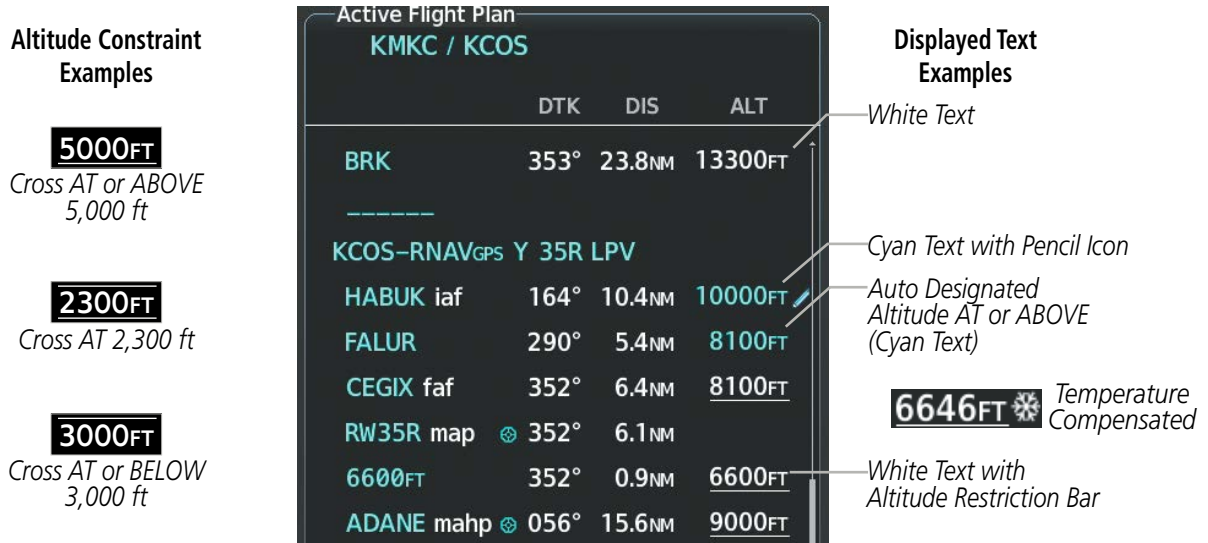 Altitude Constraint
Examples
5000FT
Cross AT or ABOVE
5,000 ft
2300FT
Cross AT 2,300 ft
3000FT
Cross AT or BELOW
3,000 ft
Active Flight Plan
KMKC / KCOS
DTK DIS ALT
BRK 353° 23.8NM 13300FT
______
KCOS–RNAVGPS Y 35R LPV
HABUK iaf 164° 10.4NM 10000FT
FALUR 290° 5.4NM 8100FT
CEGIX faf 352° 6.4NM 8100FT
RW35R map 352° 6.1NM
6600FT 352° 0.9NM 6600FT
ADANE mahp 056° 15.6NM 9000FT
Displayed Text
Examples
White Text
Cyan Text with Pencil Icon
Auto Designated
Altitude AT or ABOVE
(Cyan Text)
6646FT
Temperature
Compensated
White Text with
Altitude Restriction Bar